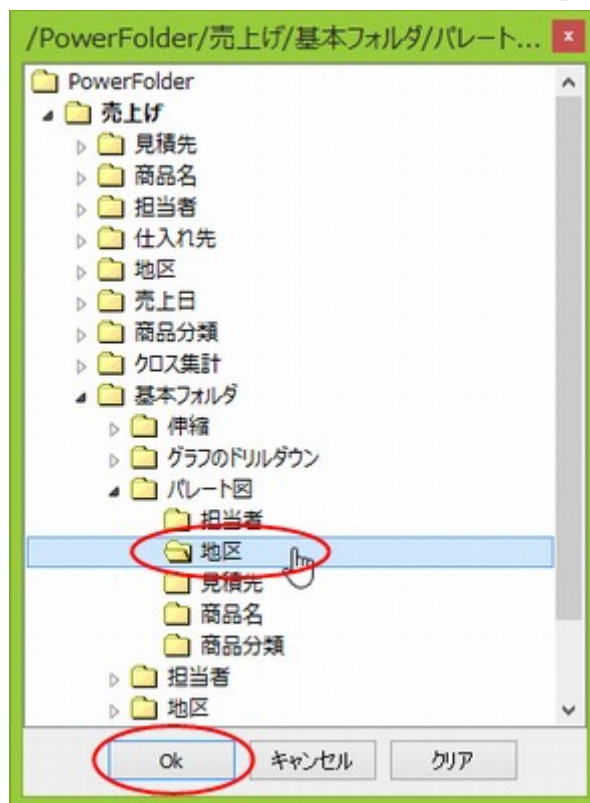 /PowerFolder/売上げ/基本フォルダ/パレート...
PowerFolder
売上げ
見積先
商品名
担当者
仕入れ先
地区
売上日
商品分類
クロス集計
基本フォルダ
伸縮
グラフのドリルダウン
パレート図
担当者
地区
見積先
商品名
商品分類
担当者
地区
Ok キャンセル クリア